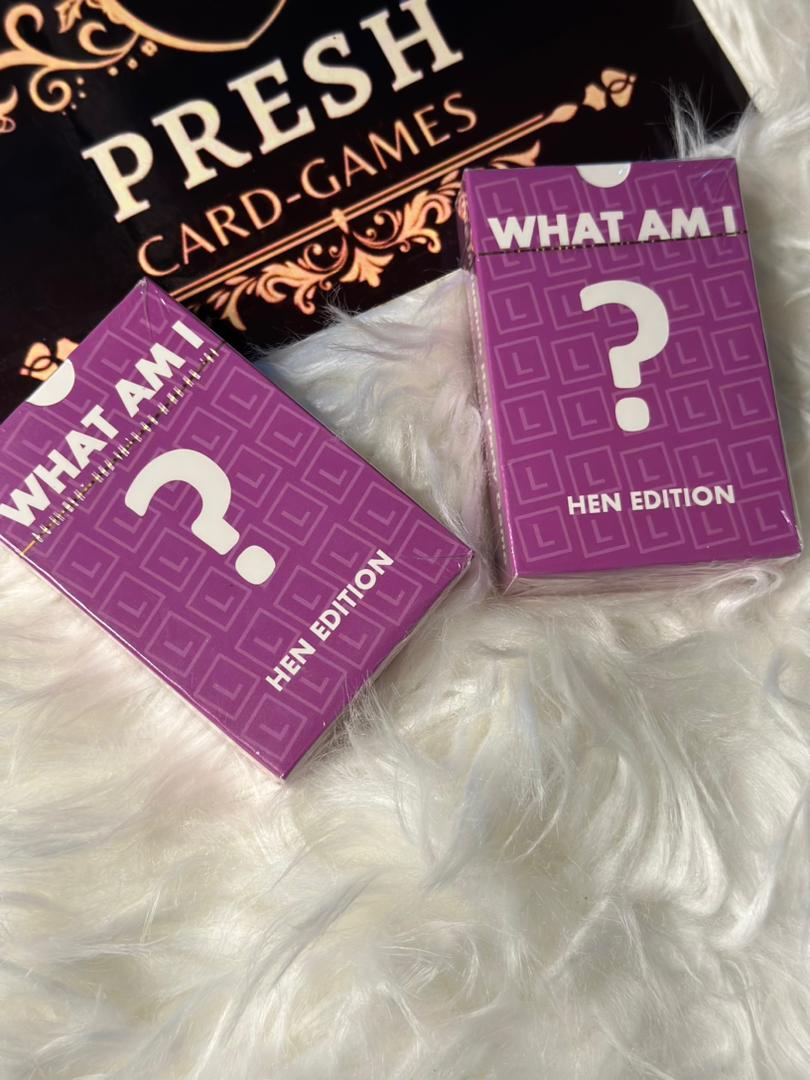 PRESH
CARD-GAMES
WHAT AM I
?
HEN EDITION
WHAT AM I
?
HEN EDITION